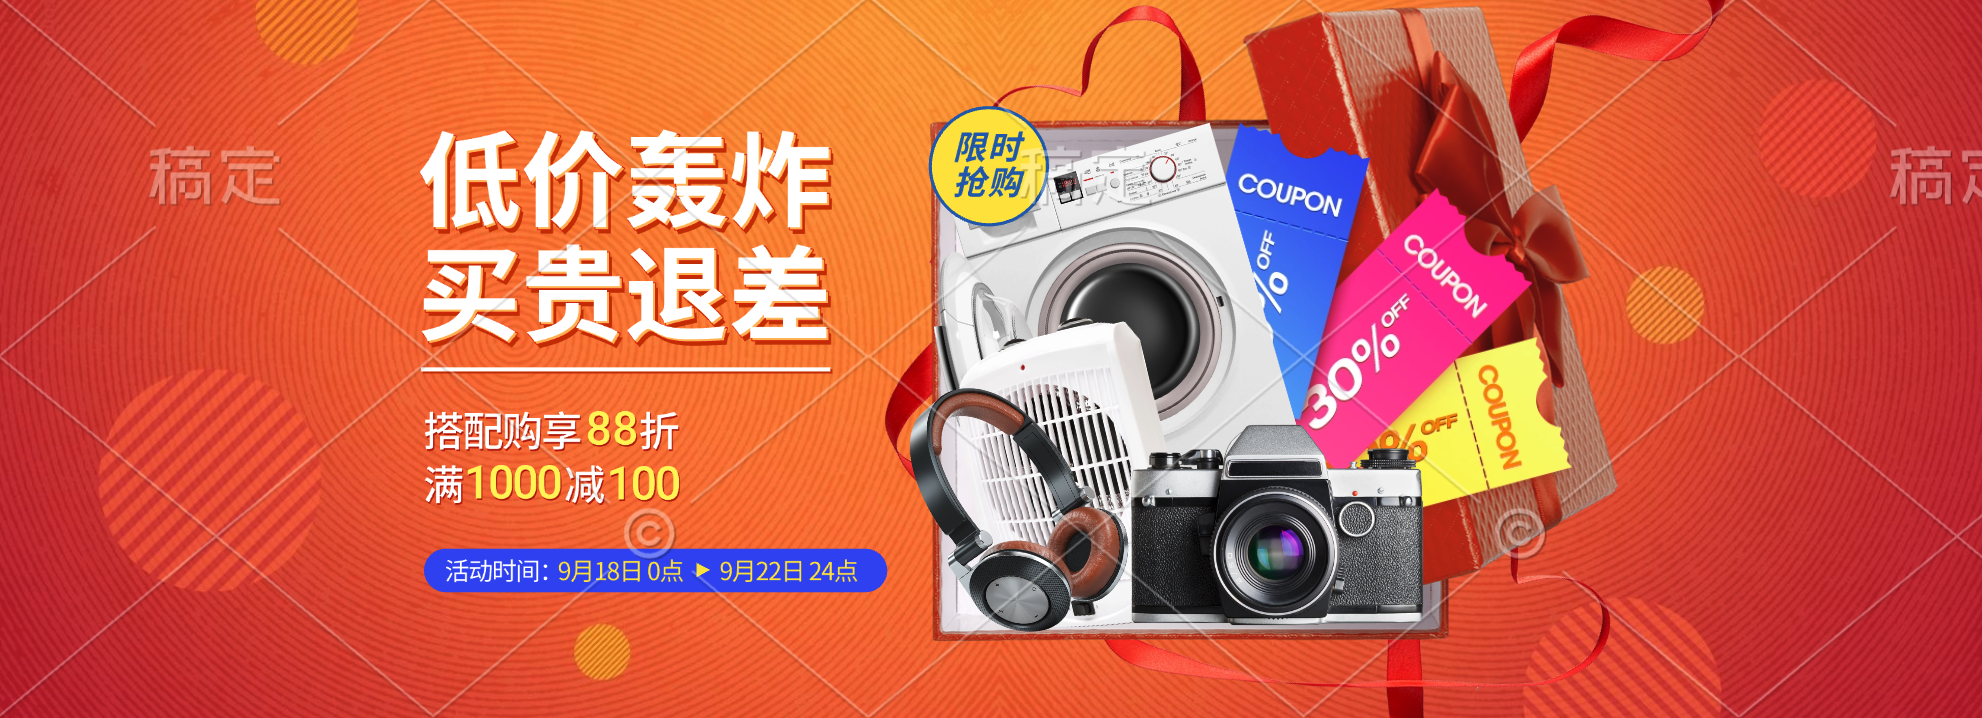 低价轰炸
买贵退差
搭配购享88折
满1000减100
活动时间：9月18日 0点 ▶ 9月22日 24点
限时
抢购
COUPON
% OFF
COUPON
30% OFF
COUPON
% OFF
稿定
稿定
稿定
©
©